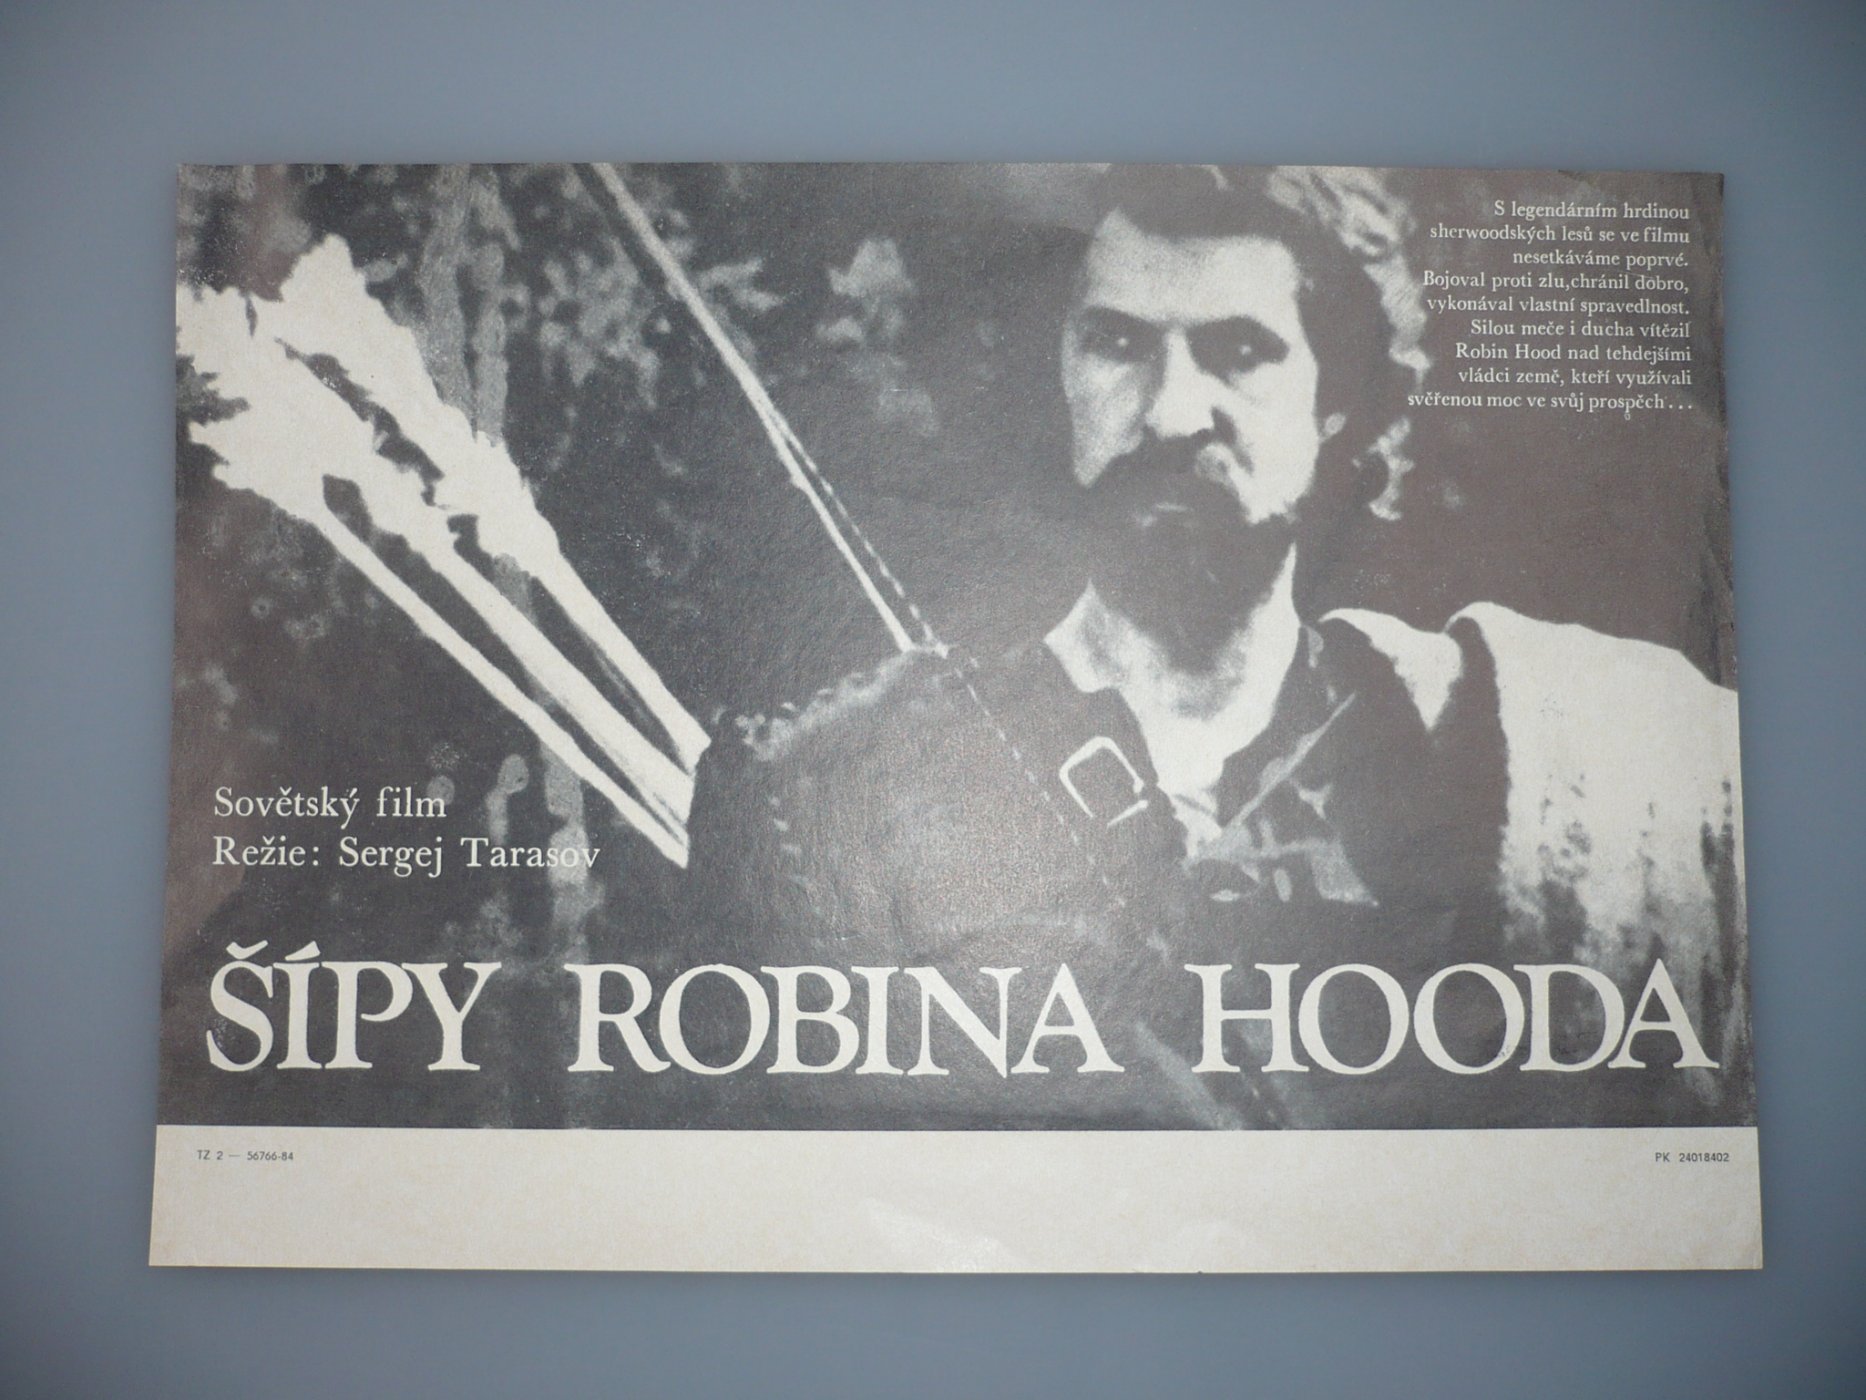 S legendárním hrdinou
sherwoodských lesů se ve filmu
nesetkáváme poprvé.
Bojoval proti zlu,chránil dobro,
vykonával vlastní spravedlnost.
Silou meče i ducha vítězil
Robin Hood nad tehdejšími
vládci země, kteří využívali
svěřenou moc ve svůj prospěch...
Sovětský film
Režie: Sergej Tarasov
ŠÍPY ROBINA HOODA
TZ 2 — 56766-84
PK 24018402